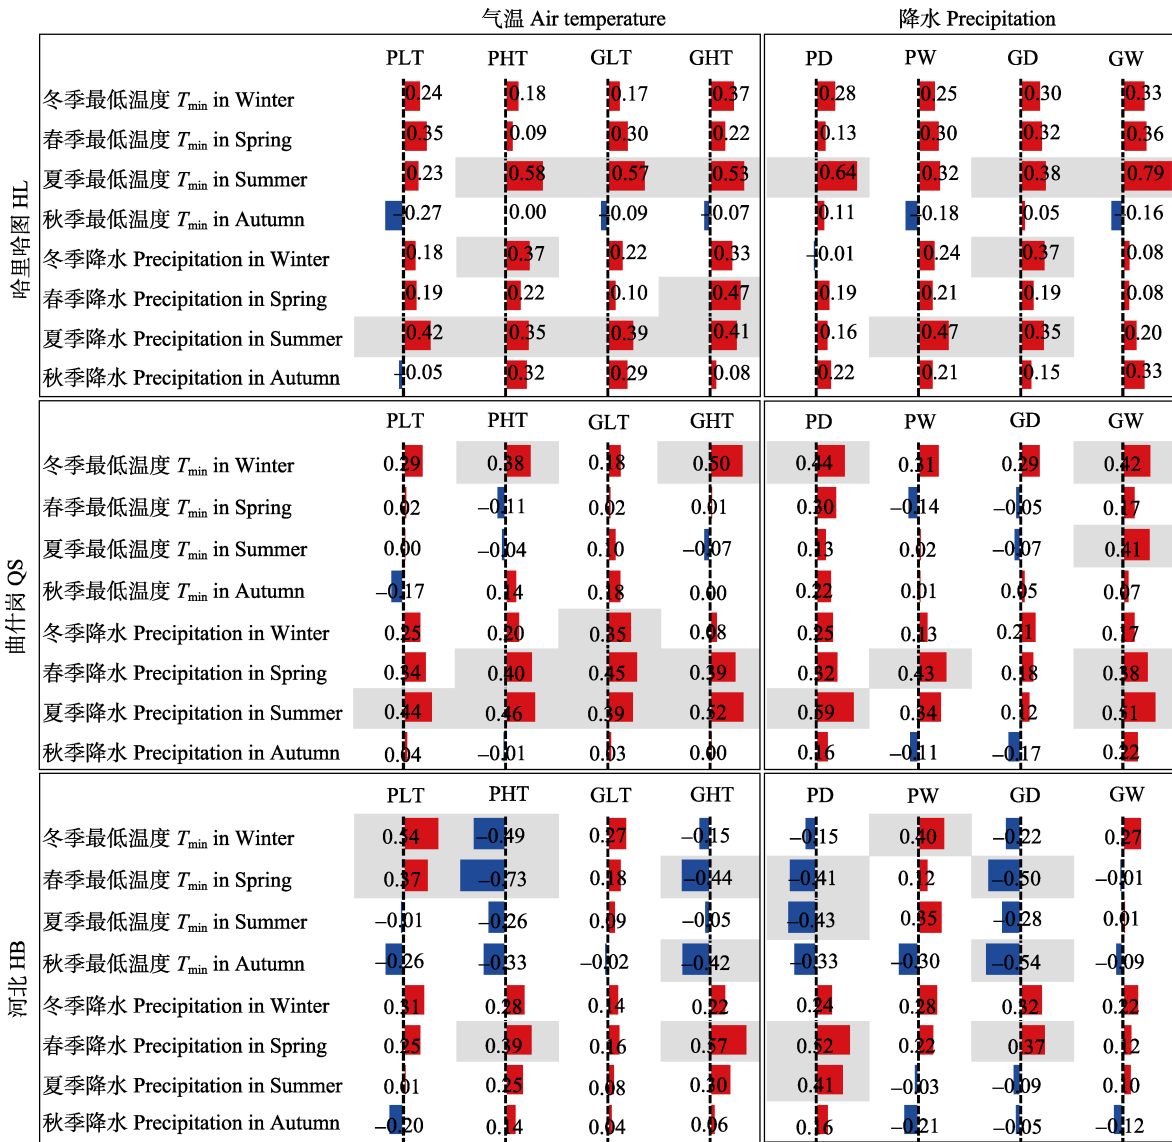 气温 Air temperature 降水 Precipitation
哈里哈图 HL
PLT PHT GLT GHT PD PW GD GW
冬季最低温度 Tmin in Winter 0.24 0.18 0.17 0.37 0.28 0.25 0.30 0.33
春季最低温度 Tmin in Spring 0.35 0.09 0.30 0.22 0.13 0.30 0.32 0.36
夏季最低温度 Tmin in Summer 0.23 0.58 0.57 0.53 0.64 0.32 0.38 0.79
秋季最低温度 Tmin in Autumn −0.27 0.00 −0.09 −0.07 0.11 −0.18 0.05 −0.16
冬季降水 Precipitation in Winter 0.18 0.37 0.22 0.33 −0.01 0.24 0.37 0.08
春季降水 Precipitation in Spring 0.19 0.22 0.10 0.47 0.19 0.21 0.19 0.08
夏季降水 Precipitation in Summer 0.42 0.35 0.39 0.41 0.16 0.47 0.35 0.20
秋季降水 Precipitation in Autumn −0.05 0.32 0.29 0.08 0.22 0.21 0.15 0.33
曲什岗 QS
PLT PHT GLT GHT PD PW GD GW
冬季最低温度 Tmin in Winter 0.29 0.38 0.18 0.50 0.44 0.31 0.29 0.42
春季最低温度 Tmin in Spring 0.02 −0.11 0.02 0.01 0.30 −0.14 −0.05 0.17
夏季最低温度 Tmin in Summer 0.00 −0.04 0.10 −0.07 0.13 0.02 −0.07 0.41
秋季最低温度 Tmin in Autumn −0.17 0.14 0.18 0.00 0.22 0.01 0.05 0.07
冬季降水 Precipitation in Winter 0.25 0.20 0.35 0.08 0.25 0.13 0.21 0.17
春季降水 Precipitation in Spring 0.34 0.40 0.45 0.39 0.32 0.43 0.18 0.38
夏季降水 Precipitation in Summer 0.44 0.46 0.39 0.52 0.59 0.34 0.12 0.51
秋季降水 Precipitation in Autumn 0.04 −0.01 0.03 0.00 0.16 −0.11 −0.17 0.22
河北 HB
PLT PHT GLT GHT PD PW GD GW
冬季最低温度 Tmin in Winter 0.54 −0.49 0.27 −0.15 −0.15 0.40 −0.22 0.27
春季最低温度 Tmin in Spring 0.37 −0.73 0.18 −0.44 −0.41 0.12 −0.50 −0.01
夏季最低温度 Tmin in Summer −0.01 −0.26 0.09 −0.05 −0.43 0.35 −0.28 0.01
秋季最低温度 Tmin in Autumn −0.26 −0.33 −0.02 −0.42 −0.33 −0.30 −0.54 −0.09
冬季降水 Precipitation in Winter 0.31 0.28 0.14 0.22 0.24 0.28 0.32 0.22
春季降水 Precipitation in Spring 0.25 0.39 0.16 0.57 0.52 0.22 0.37 0.12
夏季降水 Precipitation in Summer 0.01 0.25 0.08 0.30 0.41 −0.03 −0.09 0.10
秋季降水 Precipitation in Autumn −0.20 0.14 0.04 0.06 0.16 −0.21 −0.05 −0.12